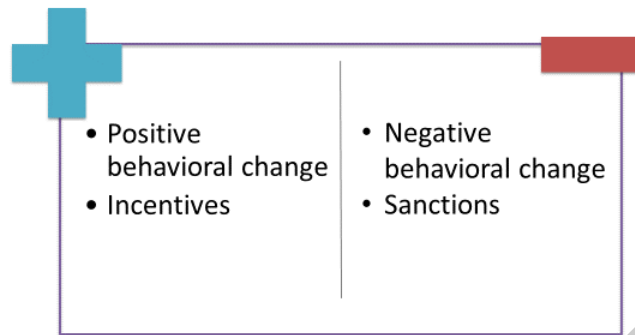 • Positive
behavioral change
• Incentives
• Negative
behavioral change
• Sanctions